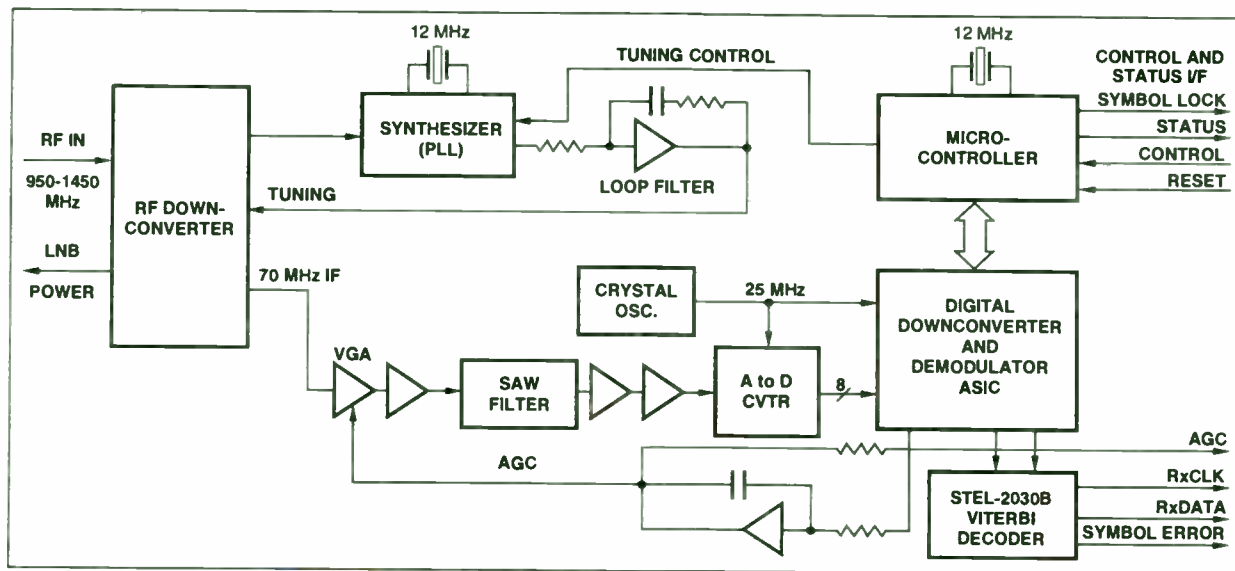 12 MHz
12 MHz
TUNING CONTROL
CONTROL AND
STATUS I/F
SYMBOL LOCK
STATUS
CONTROL
RESET
RF IN
950-1450
MHz
RF DOWN-
CONVERTER
SYNTHESIZER
(PLL)
LOOP FILTER
MICRO-
CONTROLLER
TUNING
LNB
POWER
70 MHz IF
CRYSTAL
OSC.
25 MHz
DIGITAL
DOWNCONVERTER
AND
DEMODULATOR
ASIC
VGA
SAW
FILTER
A to D
CVTR
8
AGC
AGC
STEL-2030B
VITERBI
DECODER
RxCLK
RxDATA
SYMBOL ERROR